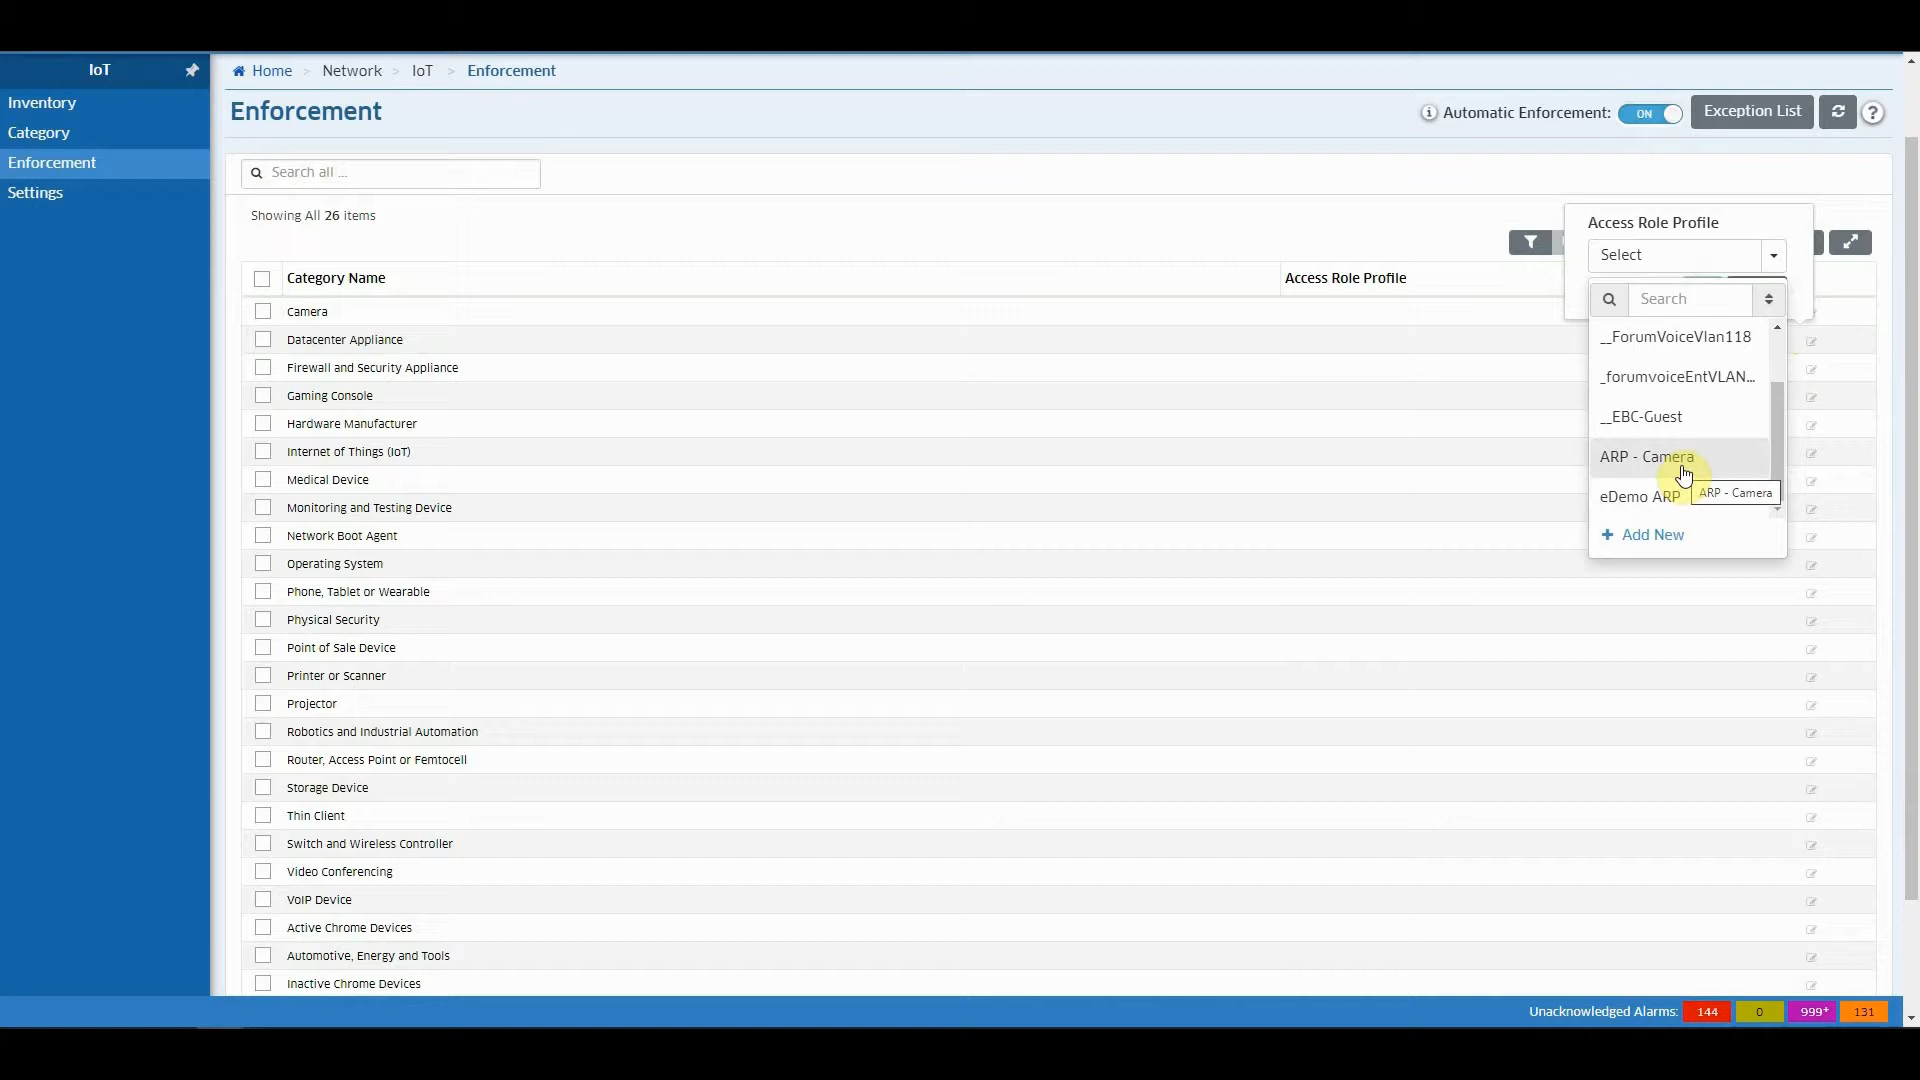 IoT
Home > Network > IoT > Enforcement
Inventory
Category
Enforcement
Settings
Enforcement
Automatic Enforcement: ON Exception List
Search all ...
Showing All 26 items
Access Role Profile
Select
Search
__ForumVoiceVlan118
_forumvoiceEntVLAN...
__EBC-Guest
ARP - Camera
ARP - Camera
eDemo ARP
+ Add New
Category Name Access Role Profile
Camera
Datacenter Appliance
Firewall and Security Appliance
Gaming Console
Hardware Manufacturer
Internet of Things (IoT)
Medical Device
Monitoring and Testing Device
Network Boot Agent
Operating System
Phone, Tablet or Wearable
Physical Security
Point of Sale Device
Printer or Scanner
Projector
Robotics and Industrial Automation
Router, Access Point or Femtocell
Storage Device
Thin Client
Switch and Wireless Controller
Video Conferencing
VoIP Device
Active Chrome Devices
Automotive, Energy and Tools
Inactive Chrome Devices
Unacknowledged Alarms: 144 0 999+ 131